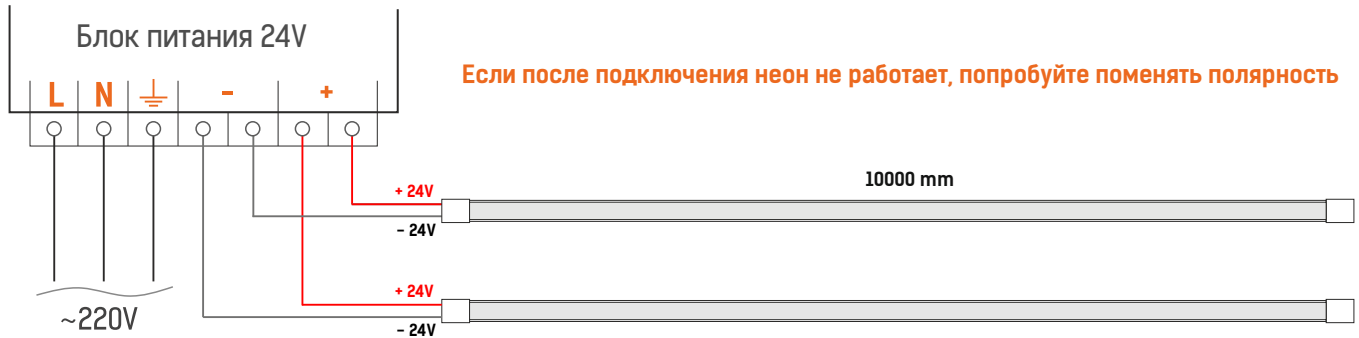 Блок питания 24V
Если после подключения неон не работает, попробуйте поменять полярность
L N - +
10000 mm
+ 24V
- 24V
+ 24V
- 24V
~220V